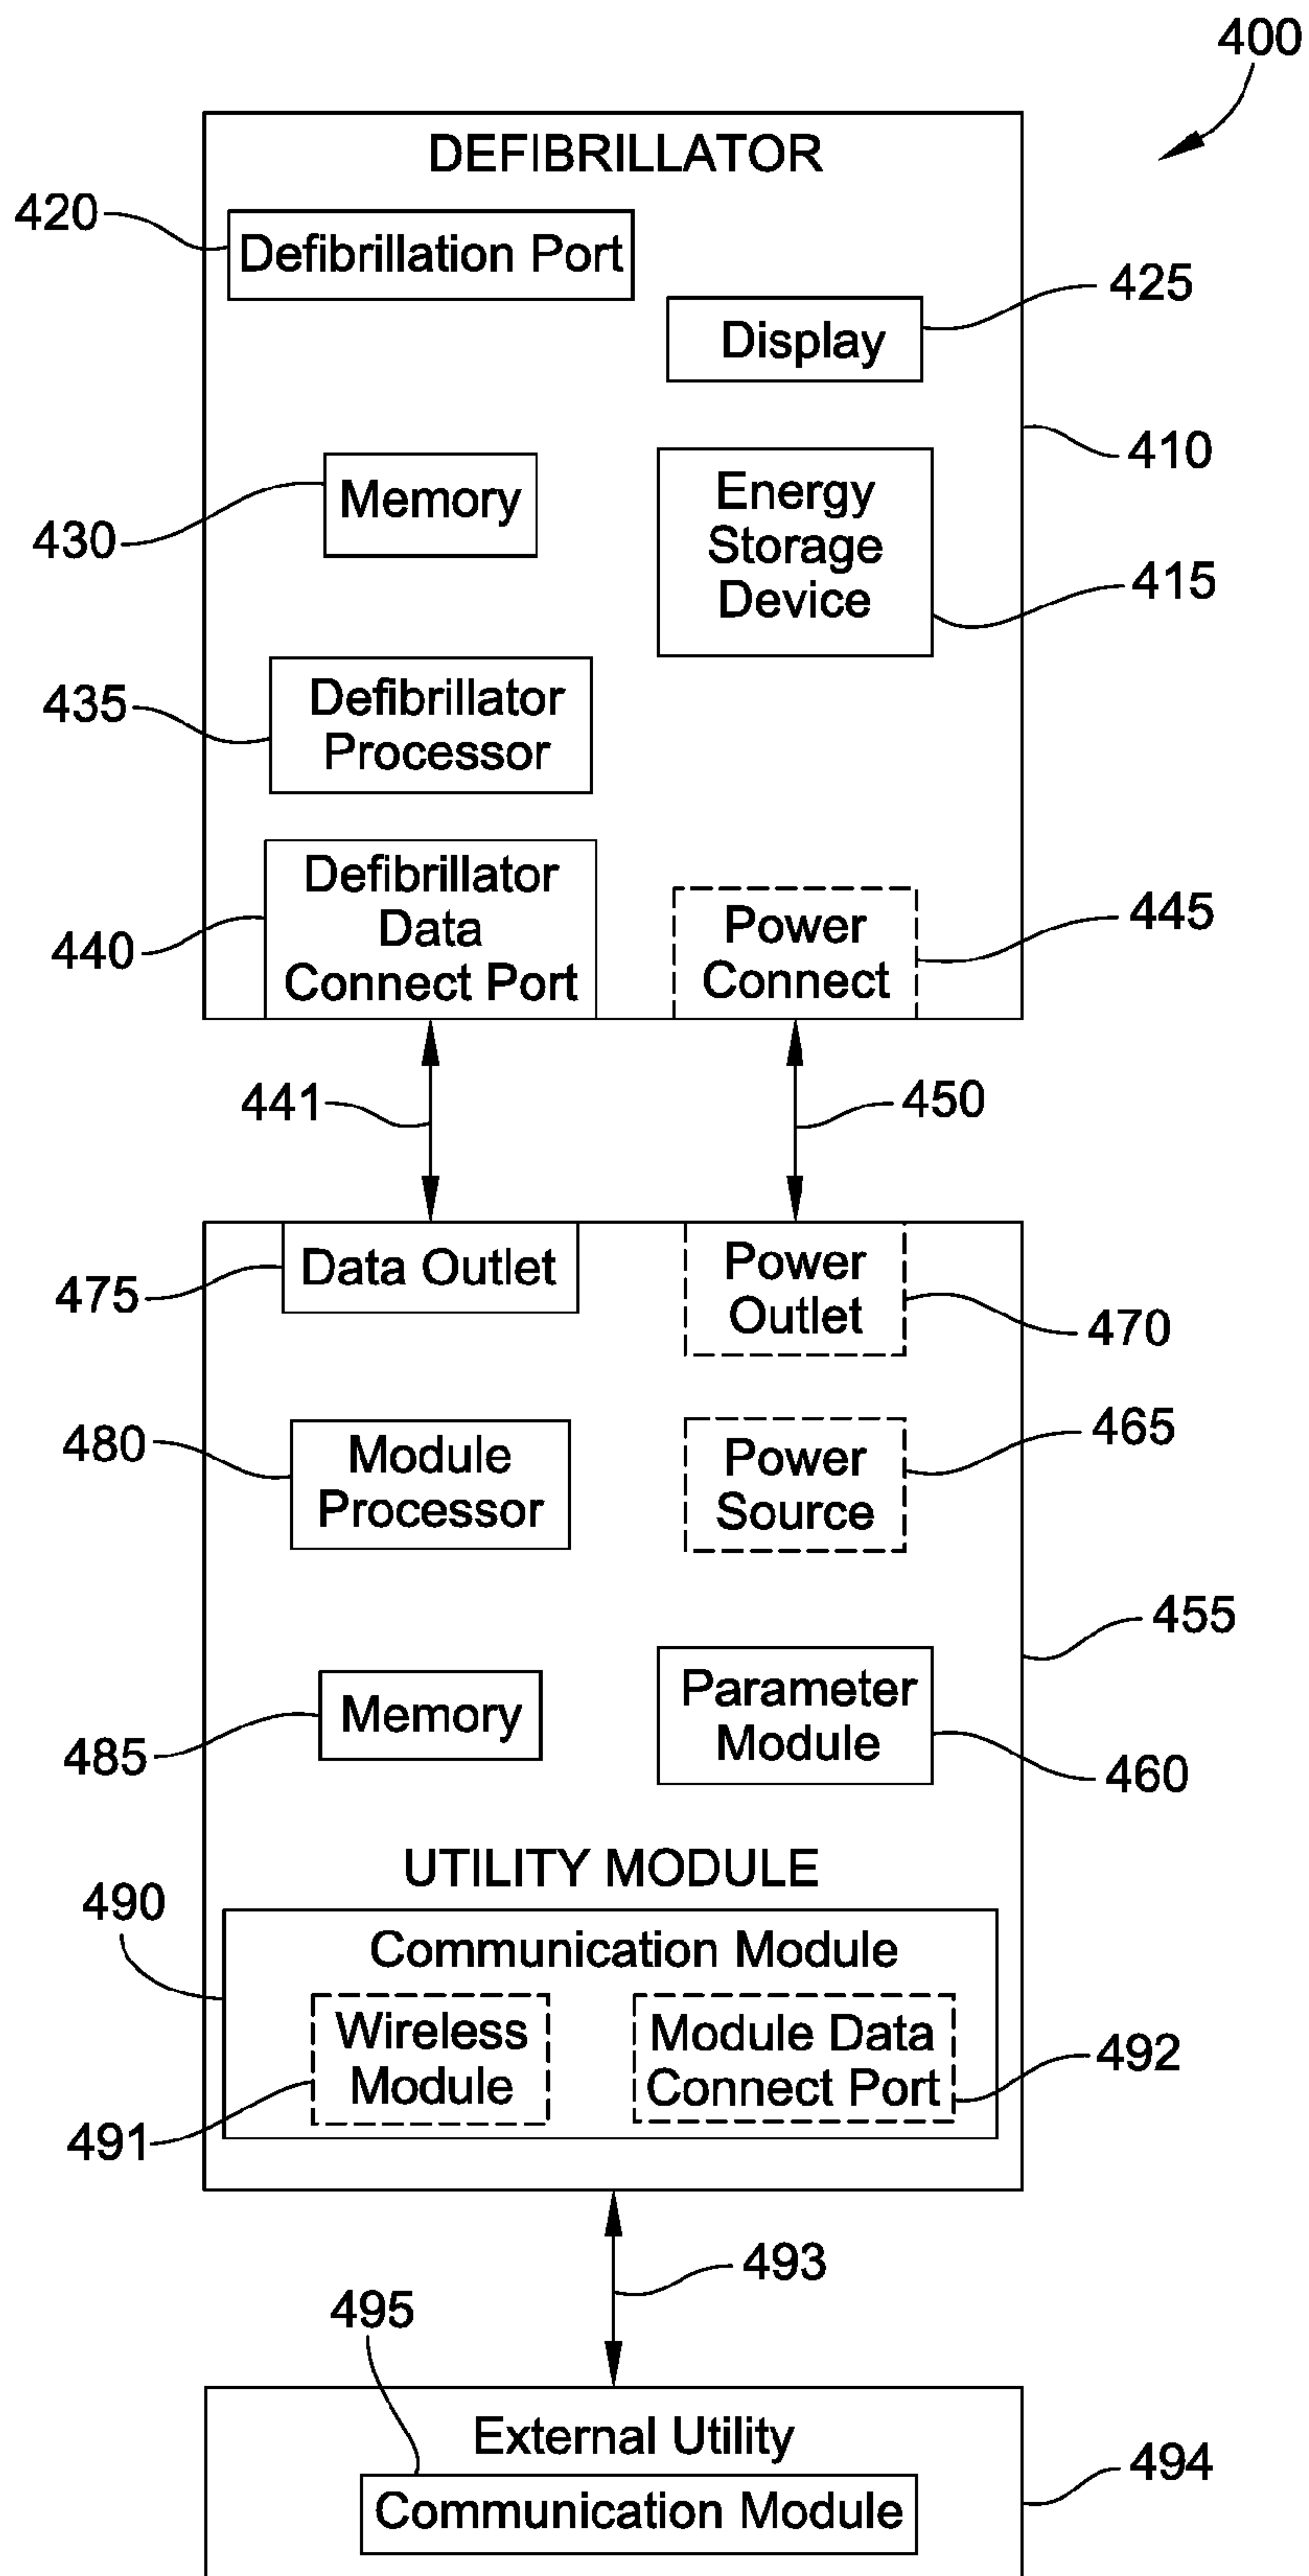 400
DEFIBRILLATOR
420
Defibrillation Port
425
Display
410
430
Memory
Energy
Storage
Device
415
435
Defibrillator
Processor
440
Defibrillator
Data
Connect Port
Power
Connect
445
441
450
475
Data Outlet
Power
Outlet
470
480
Module
Processor
Power
Source
465
455
485
Memory
Parameter
Module
460
UTILITY MODULE
490
Communication Module
Wireless
Module
491
Module Data
Connect Port
492
493
495
External Utility
494
Communication Module